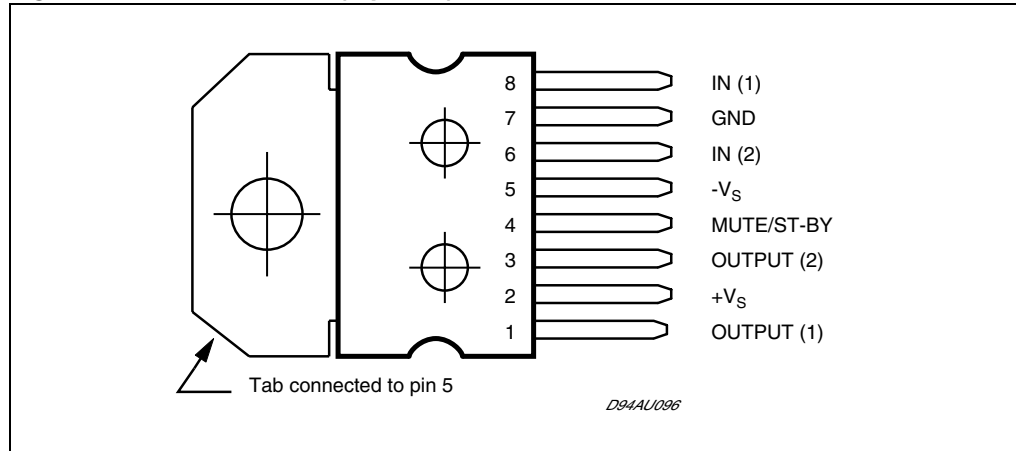 8 IN (1)
7 GND
6 IN (2)
5 -VS
4 MUTE/ST-BY
3 OUTPUT (2)
2 +VS
1 OUTPUT (1)
Tab connected to pin 5
D94AU096